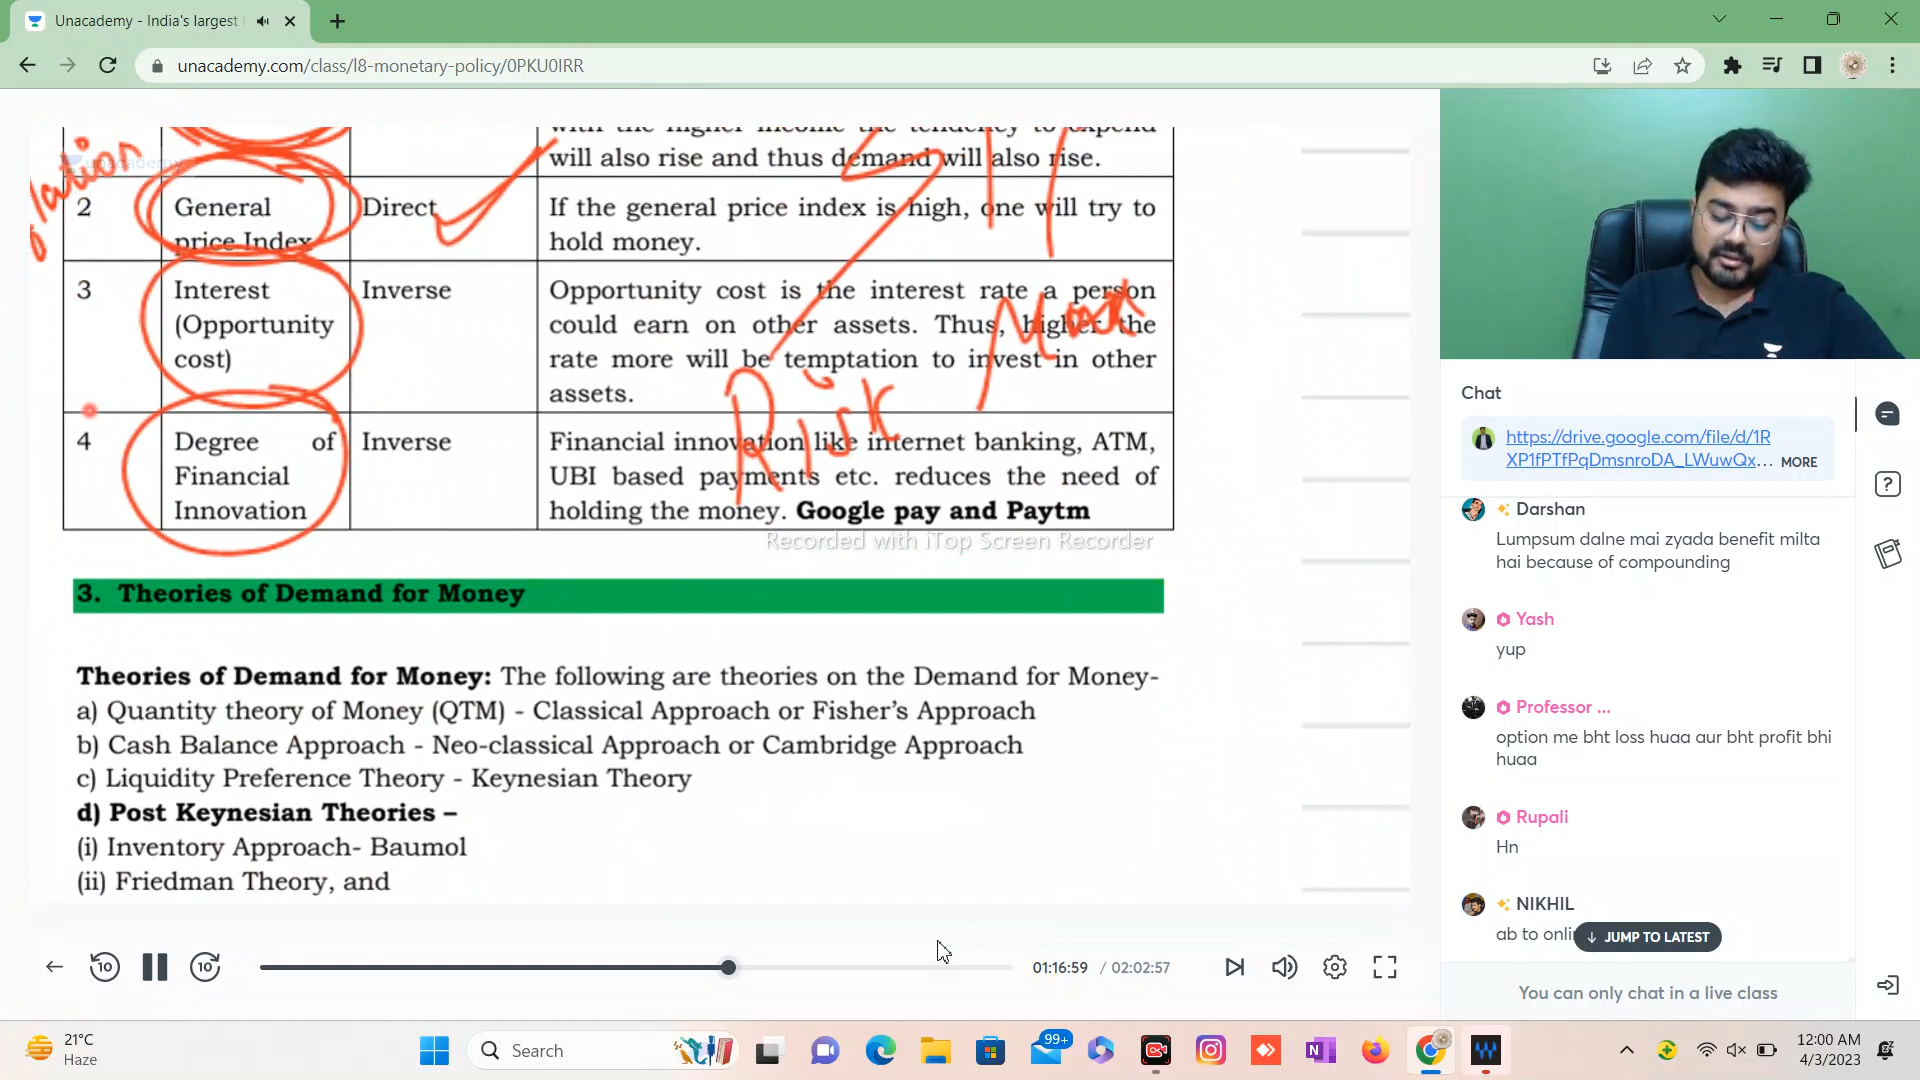 Unacademy - India's largest
unacademy.com/class/l8-monetary-policy/0PKU0IRR
with the higher income the tendency to expend
will also rise and thus demand will also rise.
2
General
price Index
Direct
If the general price index is high, one will try to
hold money.
3
Interest
(Opportunity
cost)
Inverse
Opportunity cost is the interest rate a person
could earn on other assets. Thus, higher the
rate more will be temptation to invest in other
assets.
Risk
4
Degree of
Financial
Innovation
Inverse
Financial innovation like internet banking, ATM,
UBI based payments etc. reduces the need of
holding the money. Google pay and Paytm
Recorded with iTop Screen Recorder
3. Theories of Demand for Money
Theories of Demand for Money: The following are theories on the Demand for Money-
a) Quantity theory of Money (QTM) - Classical Approach or Fisher's Approach
b) Cash Balance Approach - Neo-classical Approach or Cambridge Approach
c) Liquidity Preference Theory - Keynesian Theory
d) Post Keynesian Theories –
(i) Inventory Approach- Baumol
(ii) Friedman Theory, and
10
10
01:16:59 / 02:02:57
Chat
https://drive.google.com/file/d/1R
XP1fPTfPqDmsnroDA_LWuwQx... MORE
Darshan
Lumpsum dalne mai zyada benefit milta
hai because of compounding
Yash
yup
Professor ...
option me bht loss huaa aur bht profit bhi
huaa
Rupali
Hn
NIKHIL
ab to onli
JUMP TO LATEST
You can only chat in a live class
21°C
Haze
Search
99+
12:00 AM
4/3/2023